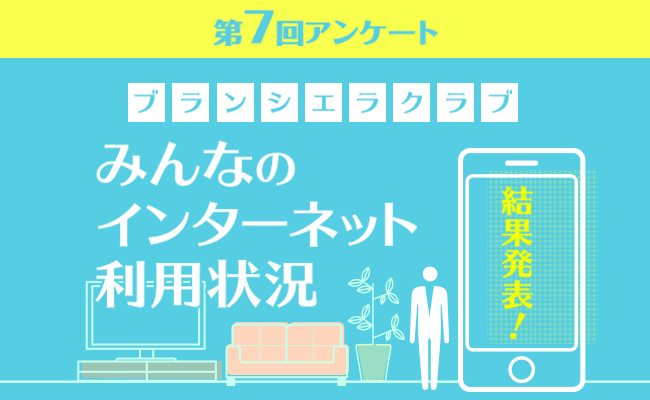 第7回アンケート
ブランシエラクラブ
みんなの
インターネット
利用状況
結果発表！